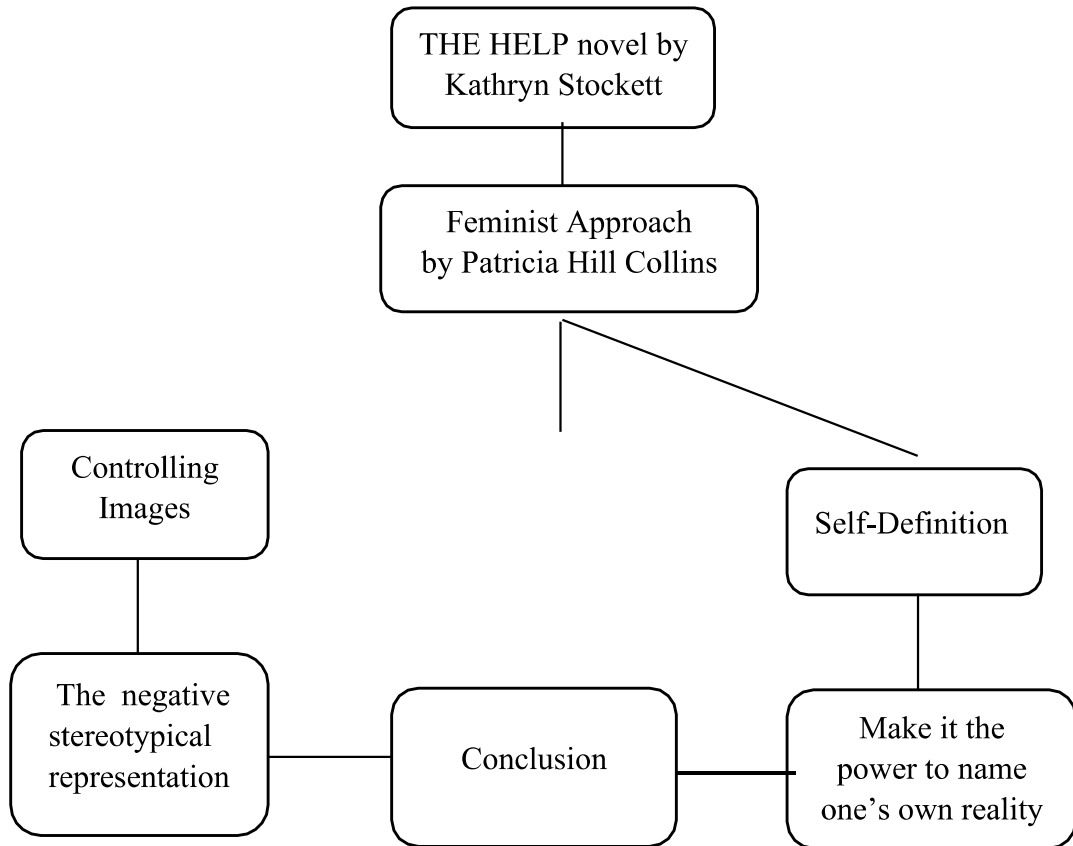 THE HELP novel by
Kathryn Stockett
Feminist Approach
by Patricia Hill Collins
Controlling
Images
Self-Definition
The negative
stereotypical
representation
Conclusion
Make it the
power to name
one’s own reality